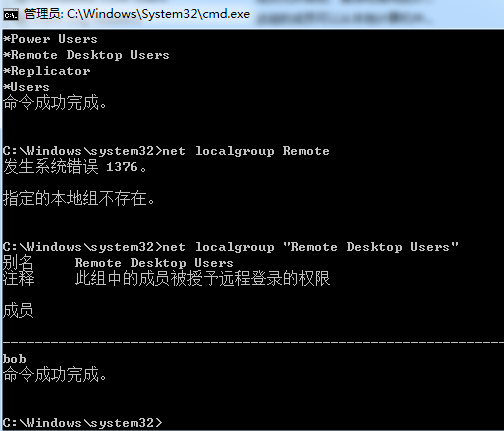 管理员: C:\Windows\System32\cmd.exe
*Power Users
*Remote Desktop Users
*Replicator
*Users
命令成功完成。
C:\Windows\system32>net localgroup Remote
发生系统错误 1376。
指定的本地组不存在。
C:\Windows\system32>net localgroup "Remote Desktop Users"
别名 Remote Desktop Users
注释 此组中的成员被授予远程登录的权限
成员
-------------------------------------------------------------------------------
bob
命令成功完成。
C:\Windows\system32>